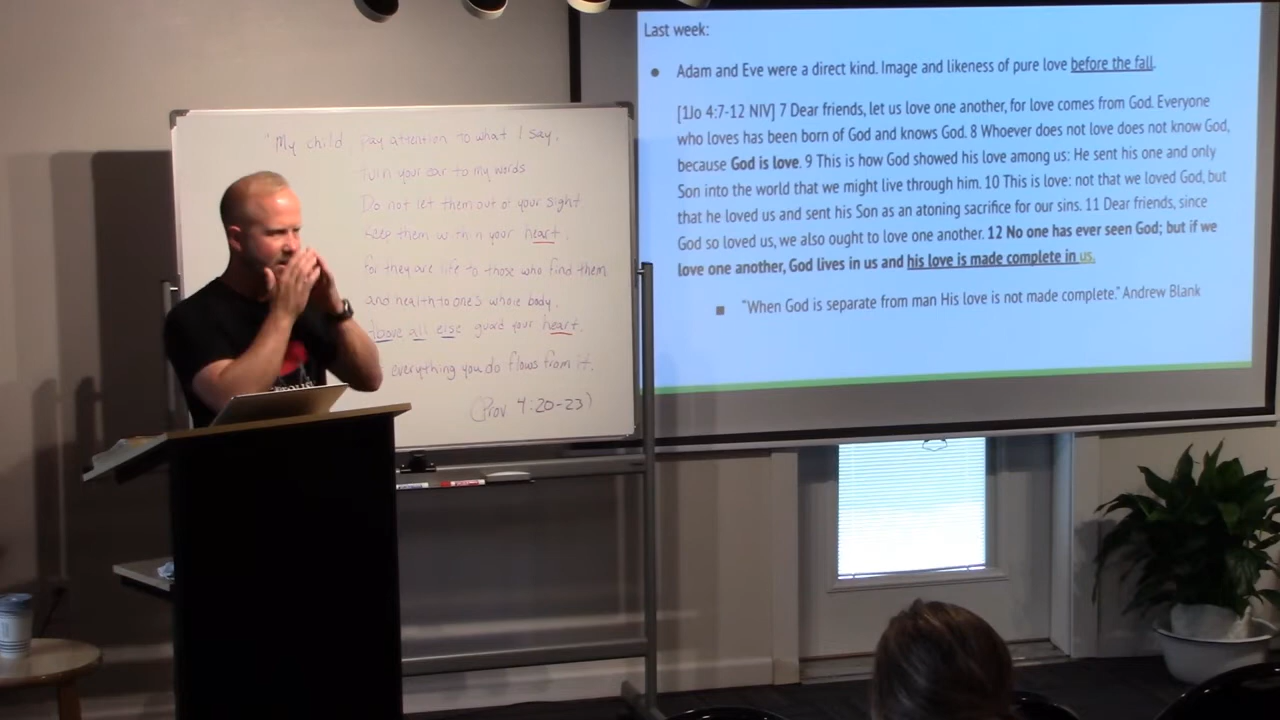 "My child pay attention to what I say.
Turn your ear to my words
Do not let them out of your sight
Keep them within your heart.
For they are life to those who find them
and health to one's whole body.
Above all else guard your heart,
everything you do flows from it.
(Prov 4:20-23)
Last week:
Adam and Eve were a direct kind. Image and likeness of pure love before the fall.
[1Jo 4:7-12 NIV] 7 Dear friends, let us love one another, for love comes from God. Everyone
who loves has been born of God and knows God. 8 Whoever does not love does not know God,
because God is love. 9 This is how God showed his love among us: He sent his one and only
Son into the world that we might live through him. 10 This is love: not that we loved God, but
that he loved us and sent his Son as an atoning sacrifice for our sins. 11 Dear friends, since
God so loved us, we also ought to love one another. 12 No one has ever seen God; but if we
love one another, God lives in us and his love is made complete in us.
"When God is separate from man His love is not made complete." Andrew Blank